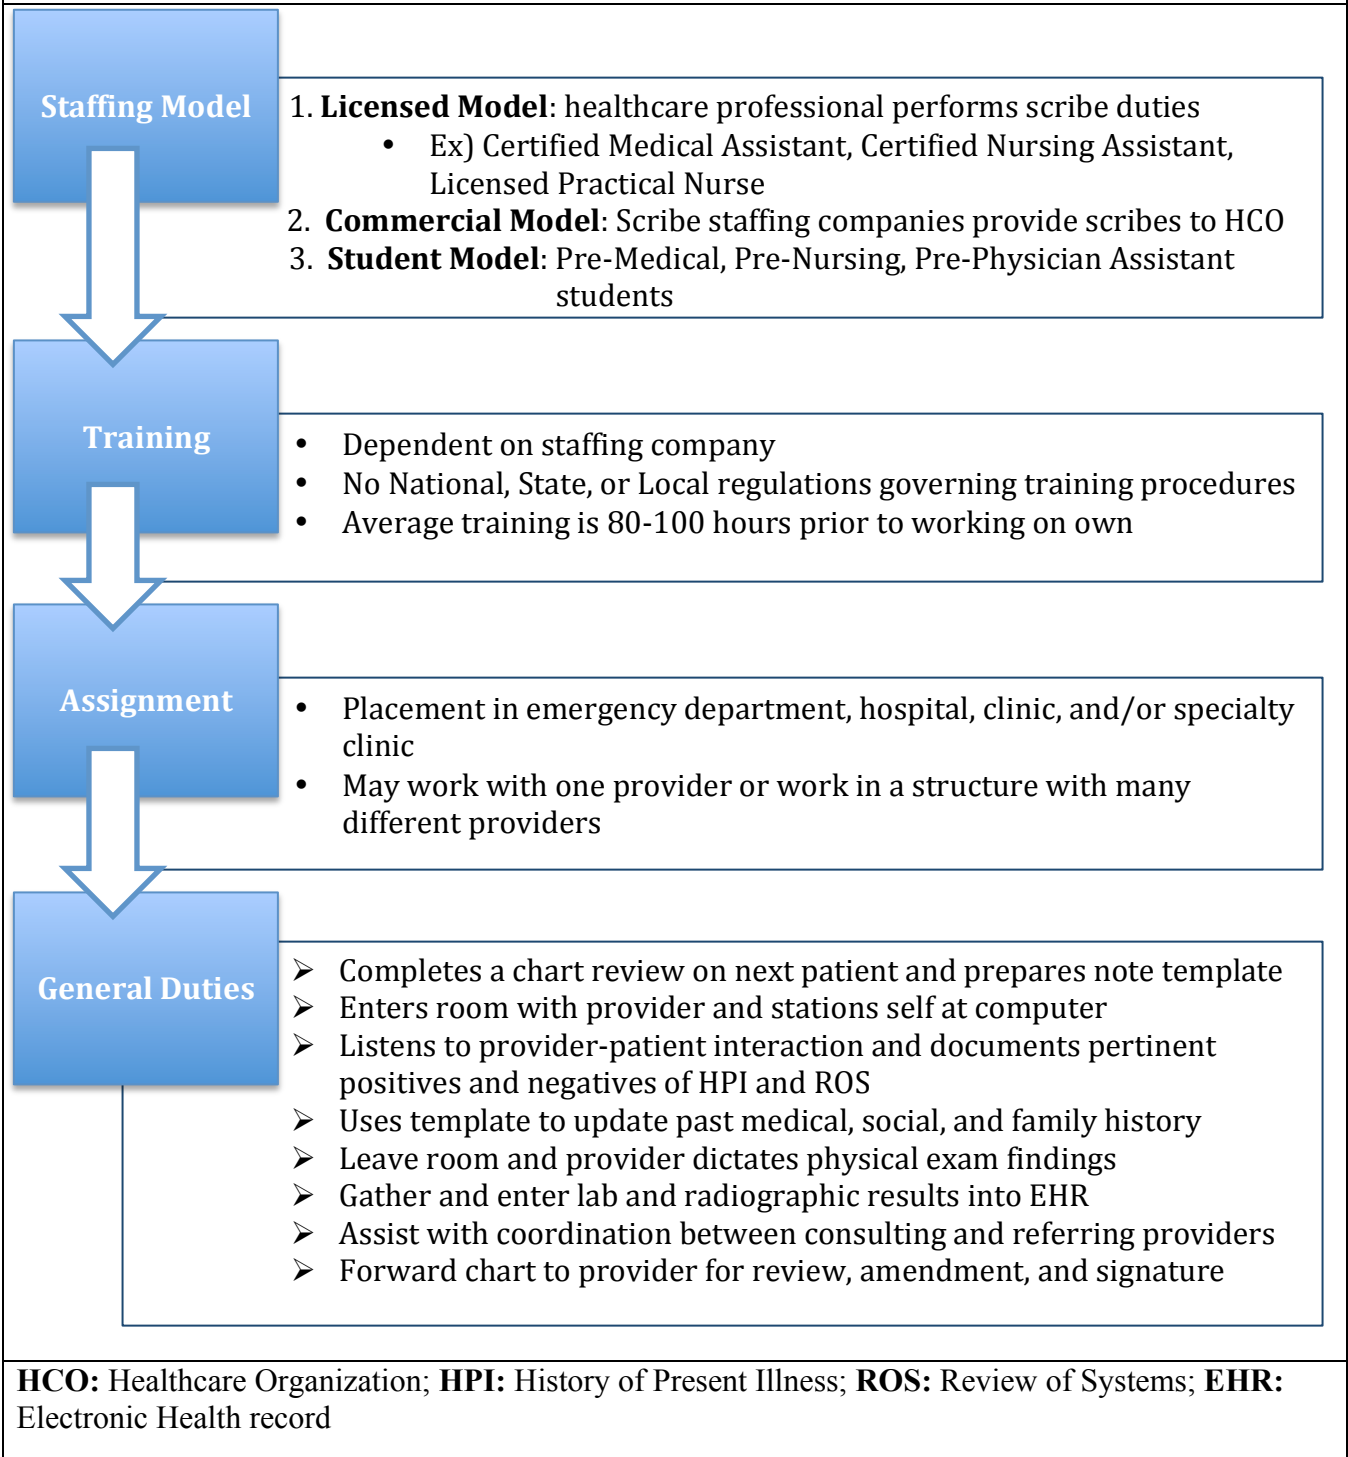 Staffing Model
1. Licensed Model: healthcare professional performs scribe duties
• Ex) Certified Medical Assistant, Certified Nursing Assistant,
Licensed Practical Nurse
2. Commercial Model: Scribe staffing companies provide scribes to HCO
3. Student Model: Pre-Medical, Pre-Nursing, Pre-Physician Assistant
students
Training
• Dependent on staffing company
• No National, State, or Local regulations governing training procedures
• Average training is 80-100 hours prior to working on own
Assignment
• Placement in emergency department, hospital, clinic, and/or specialty
clinic
• May work with one provider or work in a structure with many
different providers
General Duties
➢ Completes a chart review on next patient and prepares note template
➢ Enters room with provider and stations self at computer
➢ Listens to provider-patient interaction and documents pertinent
positives and negatives of HPI and ROS
➢ Uses template to update past medical, social, and family history
➢ Leave room and provider dictates physical exam findings
➢ Gather and enter lab and radiographic results into EHR
➢ Assist with coordination between consulting and referring providers
➢ Forward chart to provider for review, amendment, and signature
HCO: Healthcare Organization; HPI: History of Present Illness; ROS: Review of Systems; EHR:
Electronic Health record